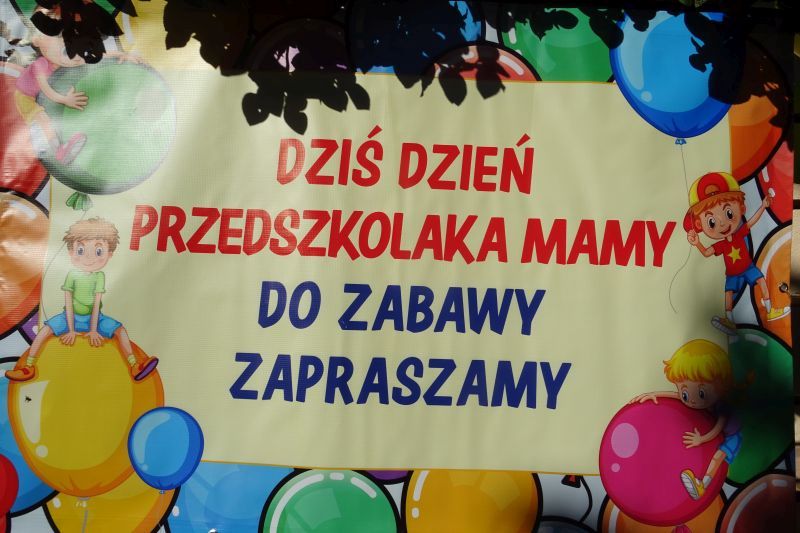 DZIŚ DZIEŃ
PRZEDSZKOLAKA MAMY
DO ZABAWY
ZAPRASZAMY